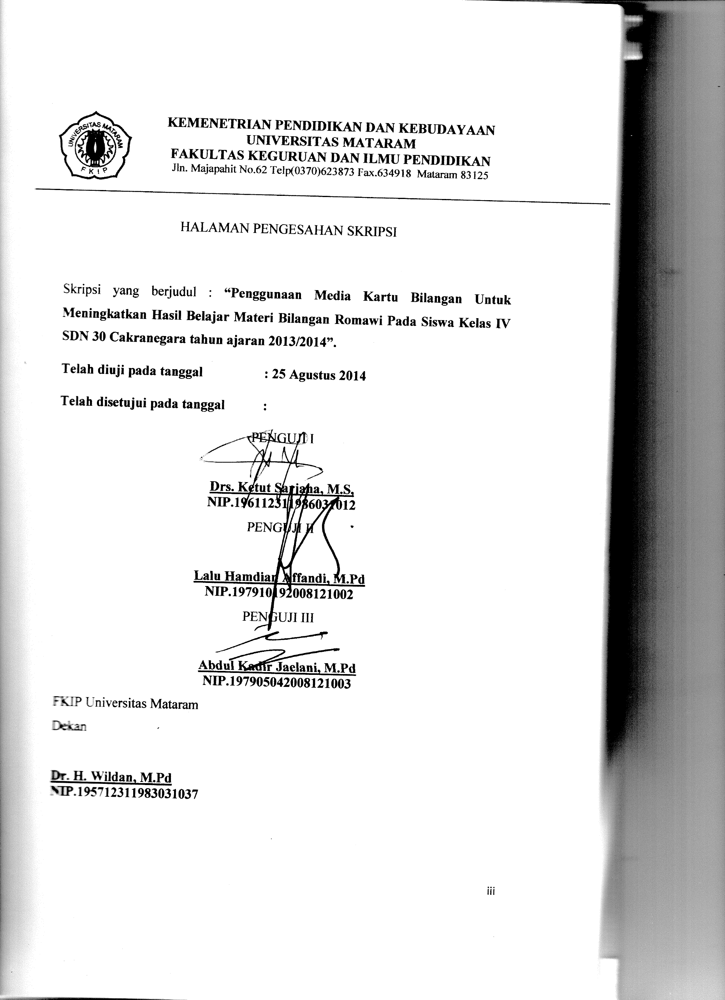 UNIVERSITAS MATARAM
FKIP
KEMENETRIAN PENDIDIKAN DAN KEBUDAYAAN
UNIVERSITAS MATARAM
FAKULTAS KEGURUAN DAN ILMU PENDIDIKAN
Jln. Majapahit No.62 Telp(0370)623873 Fax.634918 Mataram 83125
HALAMAN PENGESAHAN SKRIPSI
Skripsi yang berjudul : “Penggunaan Media Kartu Bilangan Untuk
Meningkatkan Hasil Belajar Materi Bilangan Romawi Pada Siswa Kelas IV
SDN 30 Cakranegara tahun ajaran 2013/2014”.
Telah diuji pada tanggal : 25 Agustus 2014
Telah disetujui pada tanggal :
PENGUJI I
Drs. Ketut Sarjana, M.S,
NIP.196112311986031012
PENGUJI II
Lalu Hamdian Affandi, M.Pd
NIP.197910192008121002
PENGUJI III
Abdul Kadir Jaelani, M.Pd
NIP.197905042008121003
FKIP Universitas Mataram
Dekan
Dr. H. Wildan, M.Pd
NIP.195712311983031037
iii